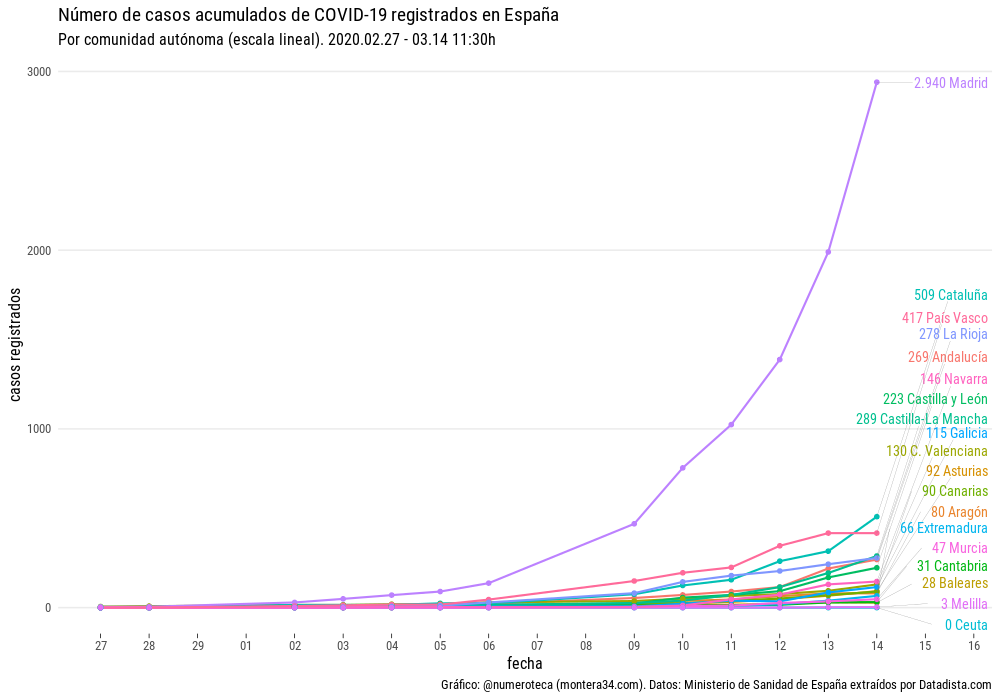 Número de casos acumulados de COVID-19 registrados en España
Por comunidad autónoma (escala lineal). 2020.02.27 - 03.14 11:30h
casos registrados
3000
2000
1000
0
2.940 Madrid
509 Cataluña
417 País Vasco
278 La Rioja
269 Andalucía
146 Navarra
223 Castilla y León
289 Castilla-La Mancha
115 Galicia
130 C. Valenciana
92 Asturias
90 Canarias
80 Aragón
66 Extremadura
47 Murcia
31 Cantabria
28 Baleares
3 Melilla
0 Ceuta
27 28 29 01 02 03 04 05 06 07 08 09 10 11 12 13 14 15 16
fecha
Gráfico: @numeroteca (montera34.com). Datos: Ministerio de Sanidad de España extraídos por Datadista.com